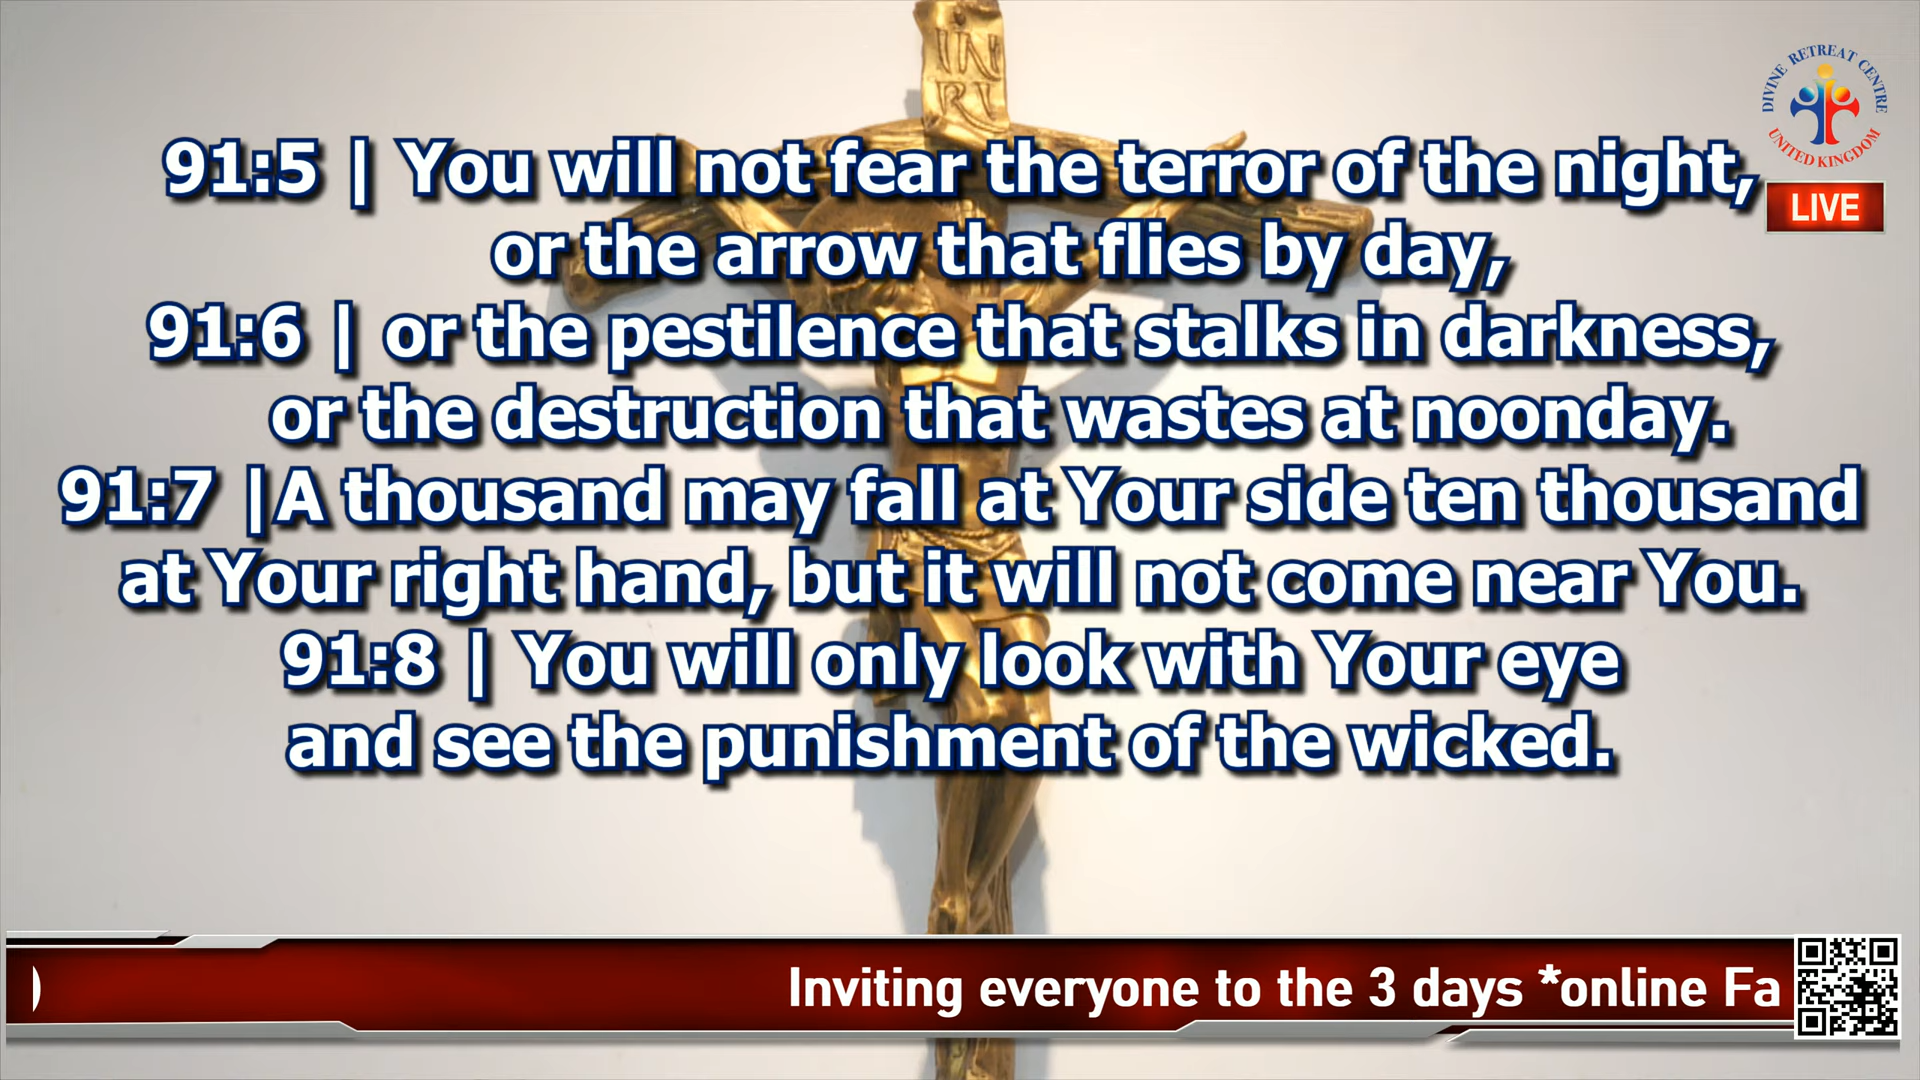 IN
RI
DIVINE RETREAT CENTRE
UNITED KINGDOM
LIVE
91:5 | You will not fear the terror of the night,
or the arrow that flies by day,
91:6 | or the pestilence that stalks in darkness,
or the destruction that wastes at noonday.
91:7 |A thousand may fall at Your side ten thousand
at Your right hand, but it will not come near You.
91:8 | You will only look with Your eye
and see the punishment of the wicked.
) Inviting everyone to the 3 days *online Fa